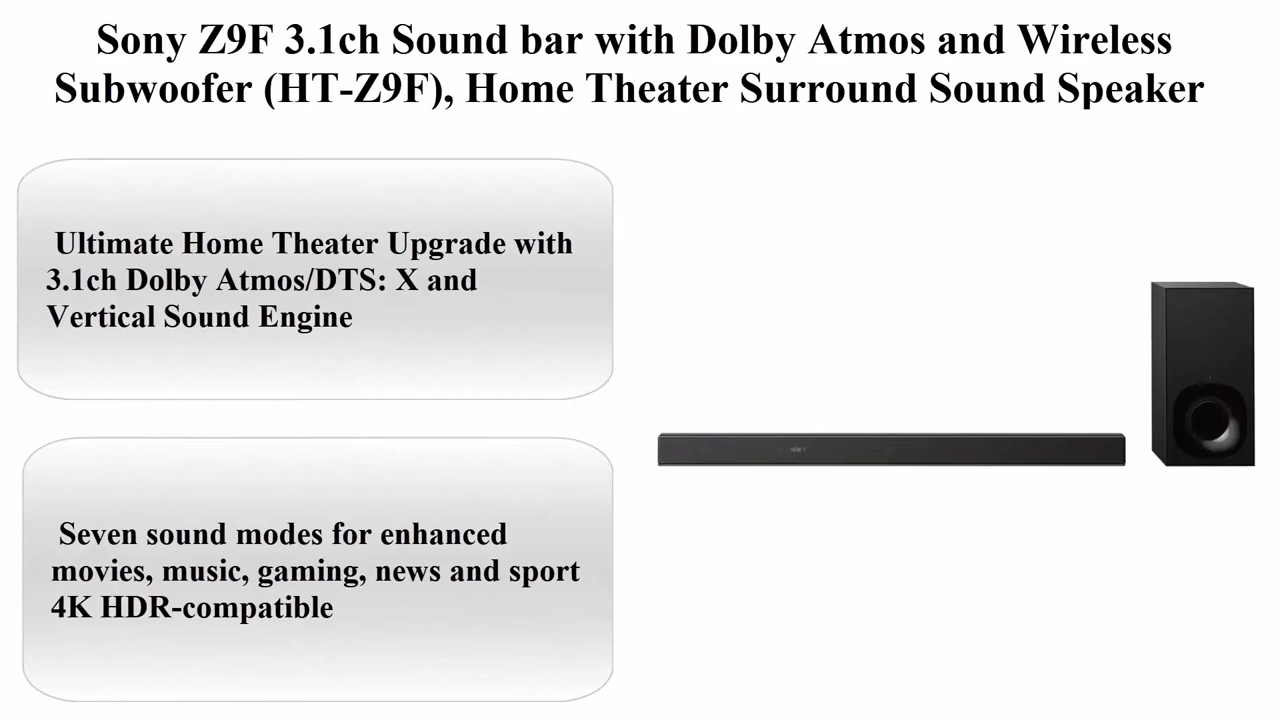 Sony Z9F 3.1ch Sound bar with Dolby Atmos and Wireless
Subwoofer (HT-Z9F), Home Theater Surround Sound Speaker
Ultimate Home Theater Upgrade with
3.1ch Dolby Atmos/DTS: X and
Vertical Sound Engine
Seven sound modes for enhanced
movies, music, gaming, news and sport
4K HDR-compatible